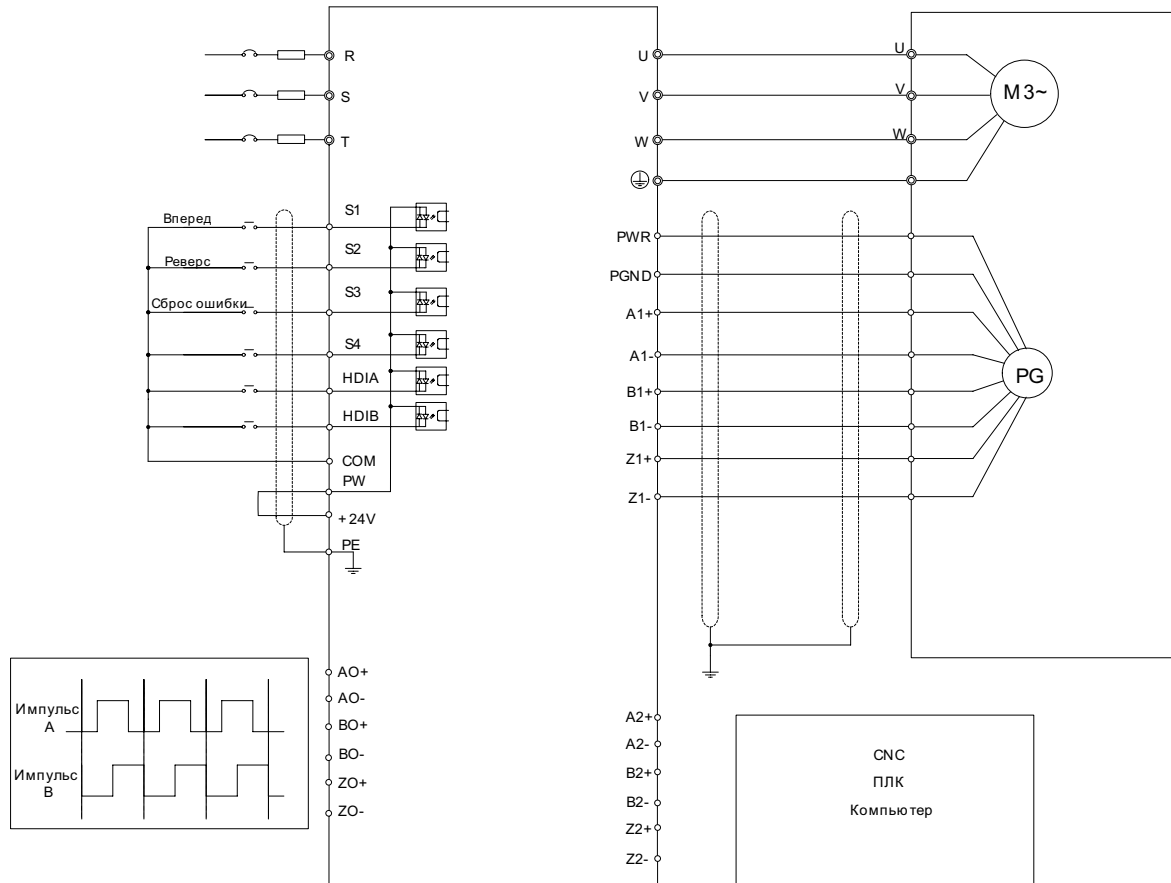 R
S
T
U
V
W
U
V
W
M 3~
Вперед
Реверс
Сброс ошибки
S1
S2
S3
S4
HDIA
HDIB
COM
PW
+24V
PE
PWR
PGND
A1+
A1-
B1+
B1-
Z1+
Z1-
PG
Импульс
A
Импульс
B
AO+
AO-
BO+
BO-
ZO+
ZO-
A2+
A2-
B2+
B2-
Z2+
Z2-
CNC
ПЛК
Компьютер